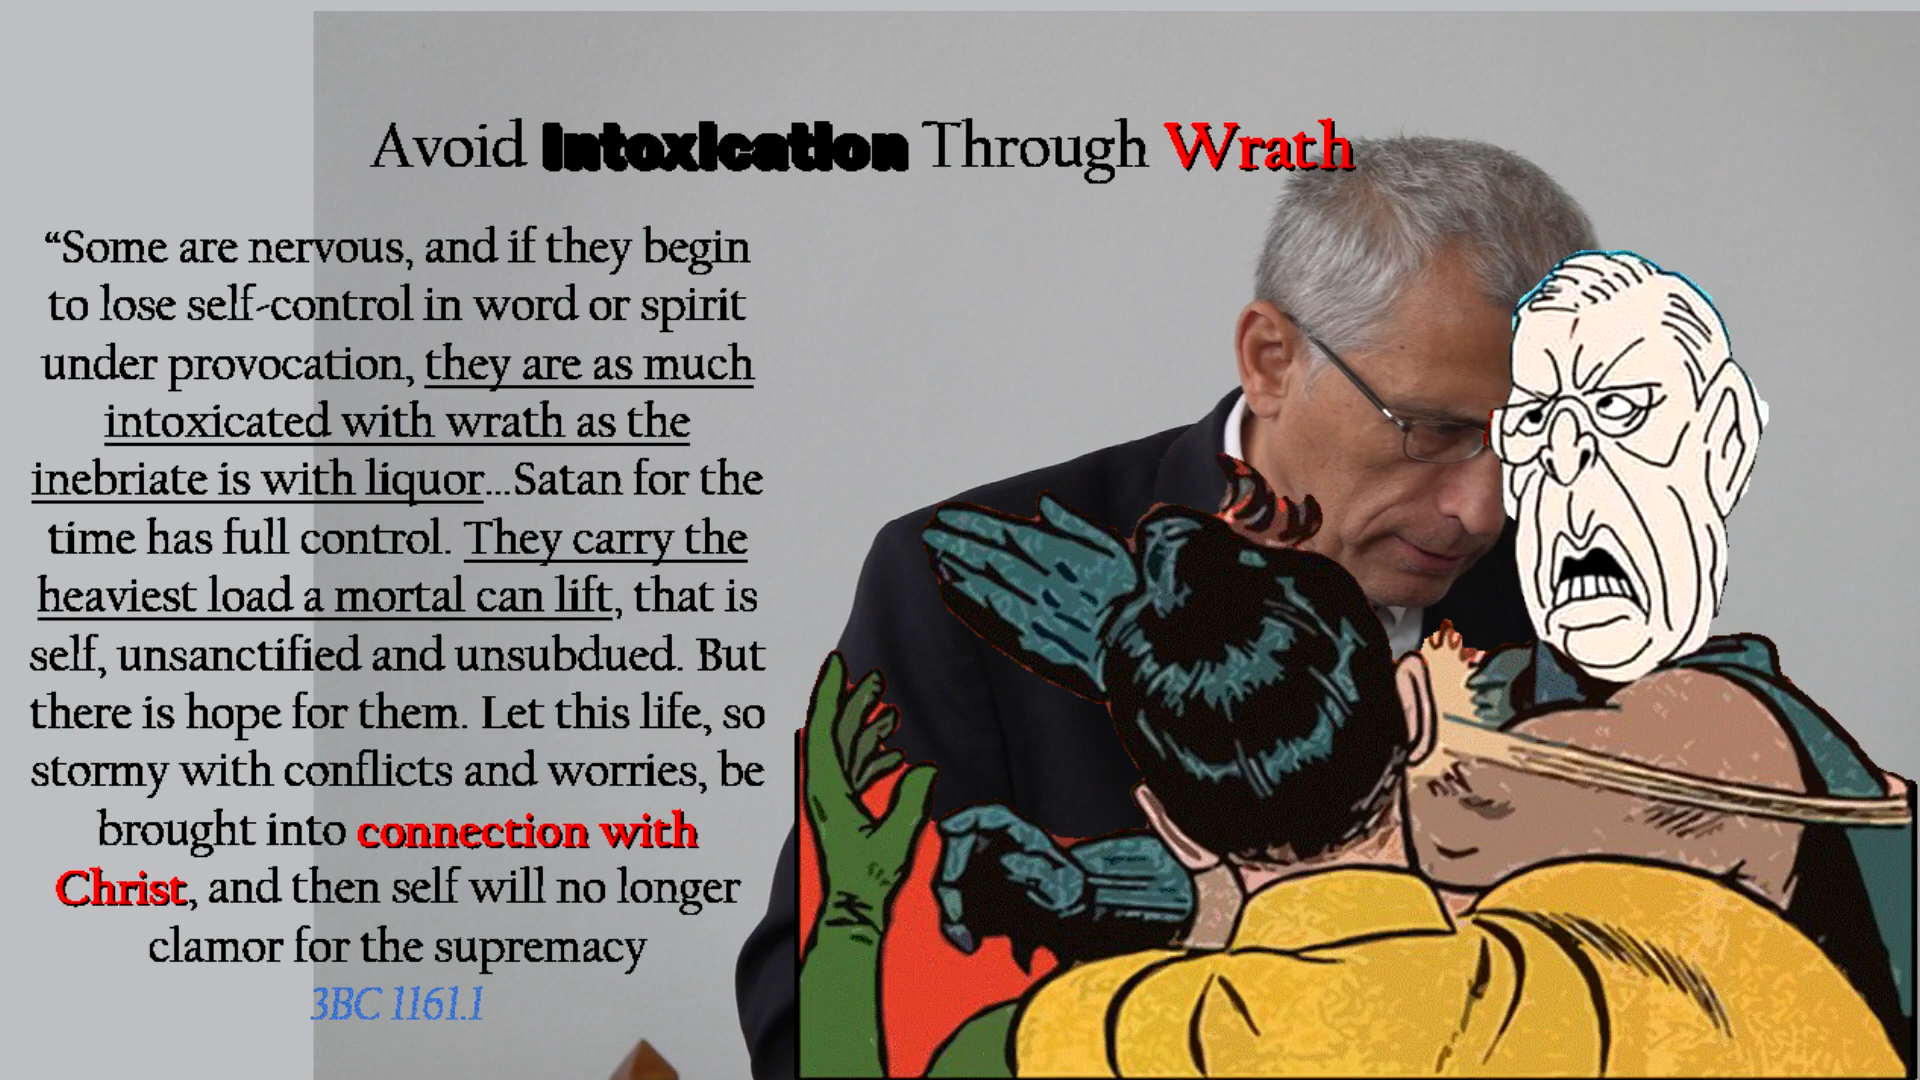 Avoid Intoxication Through Wrath
“Some are nervous, and if they begin
to lose self-control in word or spirit
under provocation, they are as much
intoxicated with wrath as the
inebriate is with liquor...Satan for the
time has full control. They carry the
heaviest load a mortal can lift, that is
self, unsanctified and unsubdued. But
there is hope for them. Let this life, so
stormy with conflicts and worries, be
brought into connection with
Christ, and then self will no longer
clamor for the supremacy
3BC 1161.1